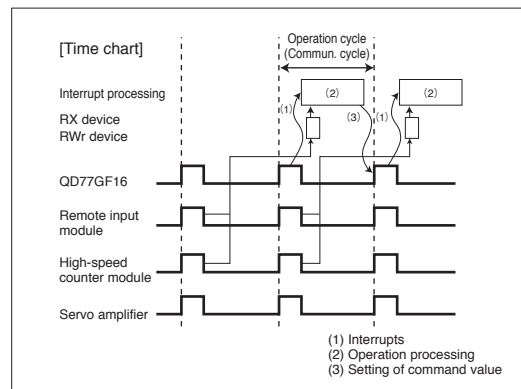 [Time chart]
Operation cycle
(Commun. cycle)
Interrupt processing
(2)
(2)
(1)
(3)
(1)
RX device
RWr device
QD77GF16
Remote input
module
High-speed
counter module
Servo amplifier
(1) Interrupts
(2) Operation processing
(3) Setting of command value